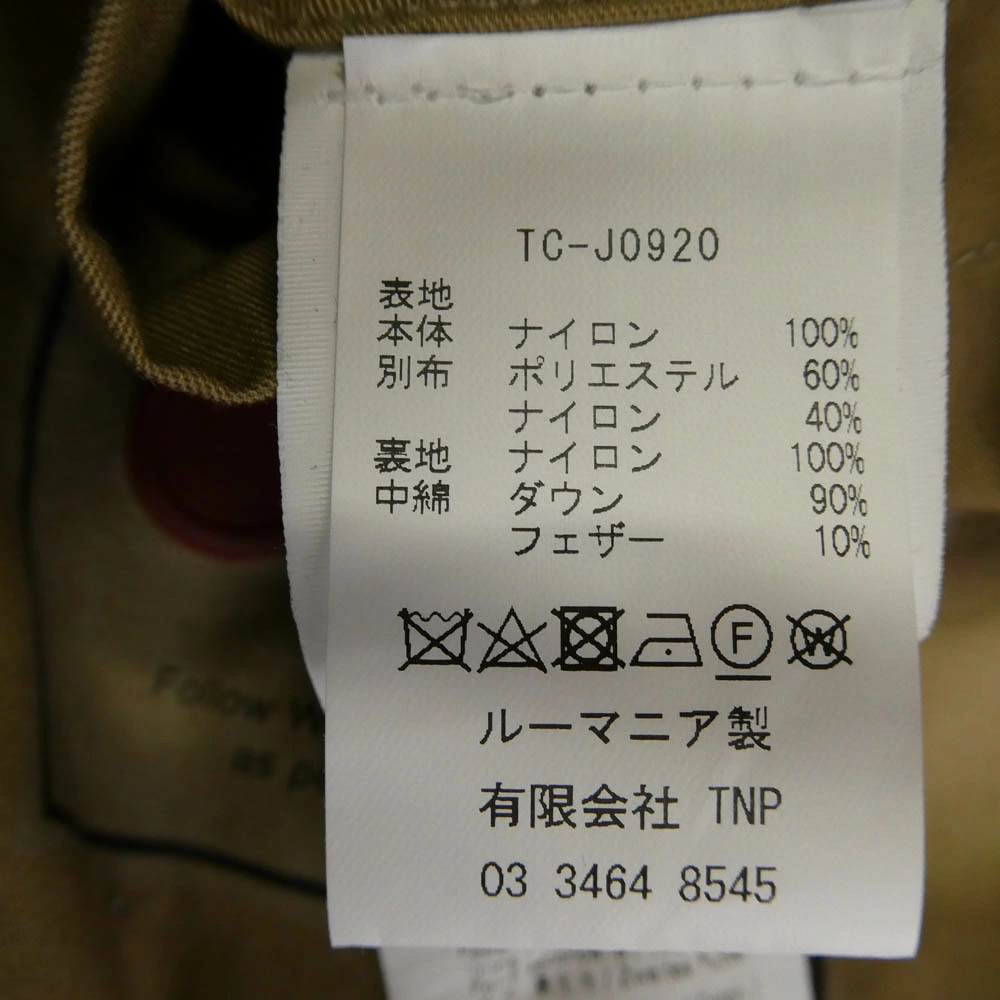 TC-J0920
表地
本体 ナイロン 100%
別布 ポリエステル 60%
ナイロン 40%
裏地 ナイロン 100%
中綿 ダウン 90%
フェザー 10%
F W
ルーマニア製
有限会社 TNP
03 3464 8545
Follow
as